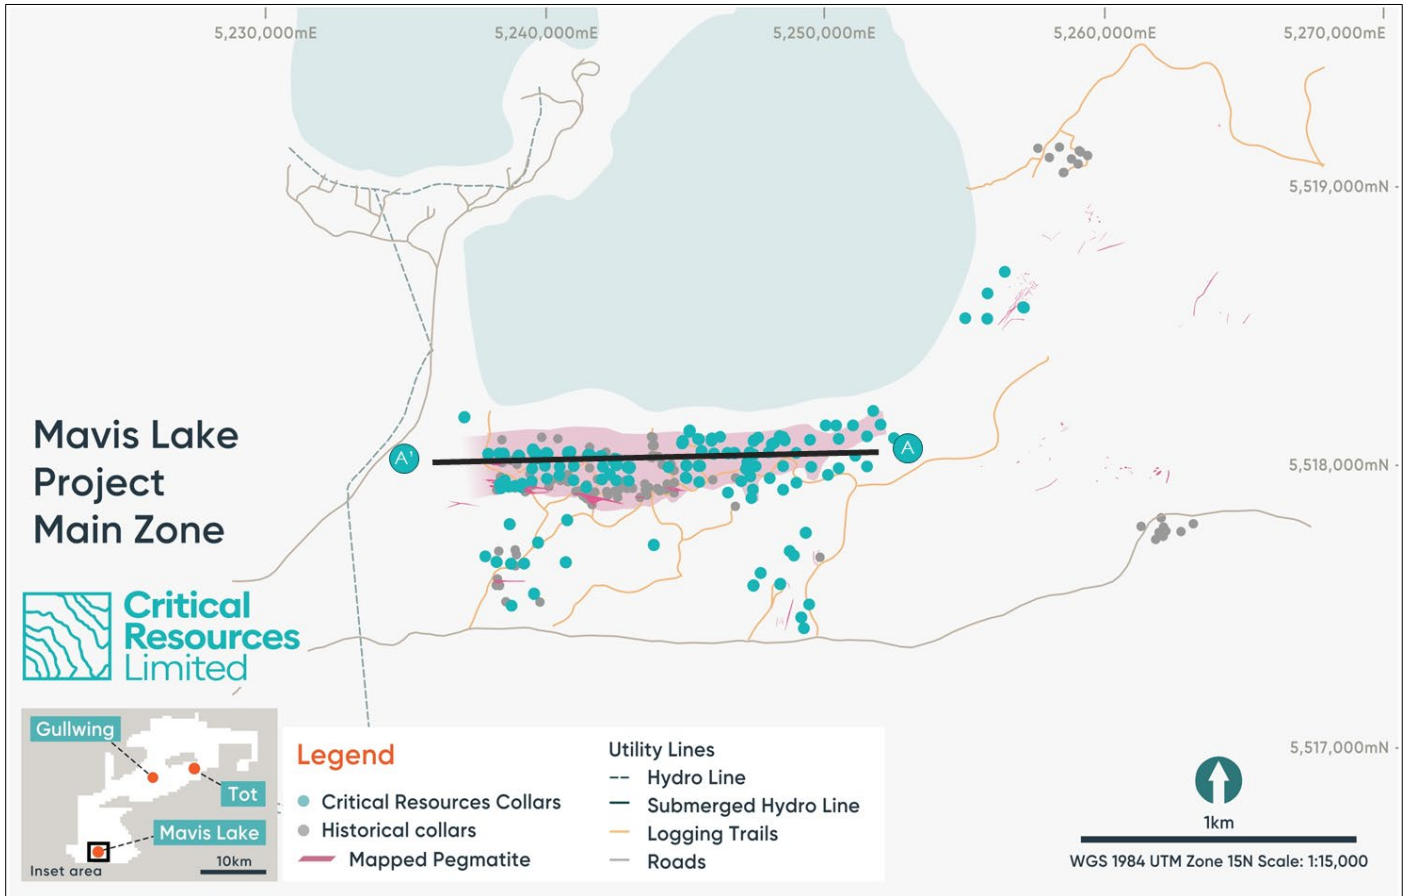 5,230,000mE 5,240,000mE 5,250,000mE 5,260,000mE 5,270,000mE
5,519,000mN
A' A
5,518,000mN
Mavis Lake
Project
Main Zone
Critical
Resources
Limited
5,517,000mN
Gullwing
Tot
Mavis Lake
10km
Inset area
Legend
Critical Resources Collars
Historical collars
Mapped Pegmatite
Utility Lines
Hydro Line
Submerged Hydro Line
Logging Trails
Roads
1km
WGS 1984 UTM Zone 15N Scale: 1:15,000